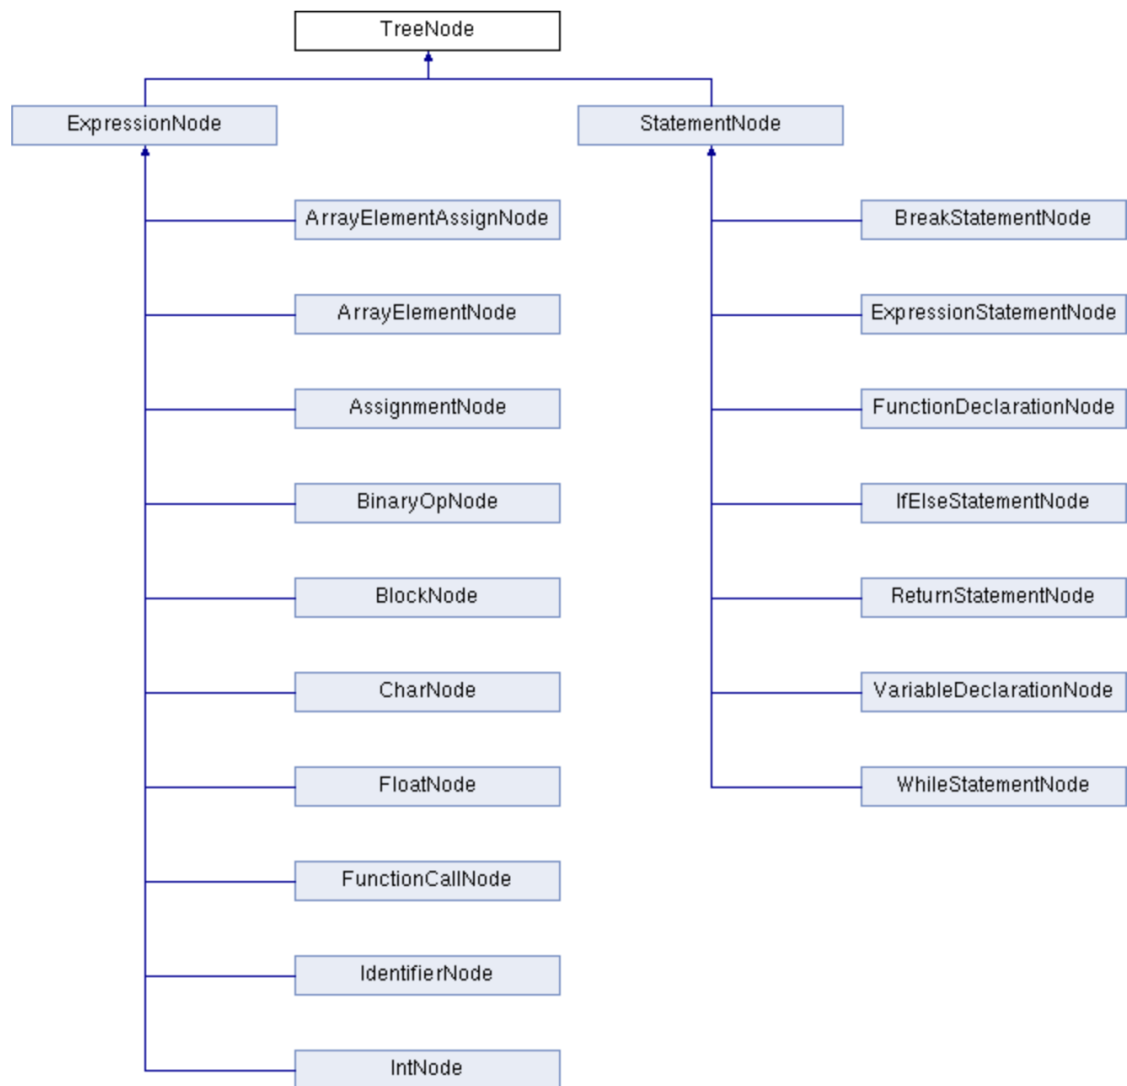 TreeNode
ExpressionNode
StatementNode
ArrayElementAssignNode
BreakStatementNode
ArrayElementNode
ExpressionStatementNode
AssignmentNode
FunctionDeclarationNode
BinaryOpNode
IfElseStatementNode
BlockNode
ReturnStatementNode
CharNode
VariableDeclarationNode
FloatNode
WhileStatementNode
FunctionCallNode
IdentifierNode
IntNode